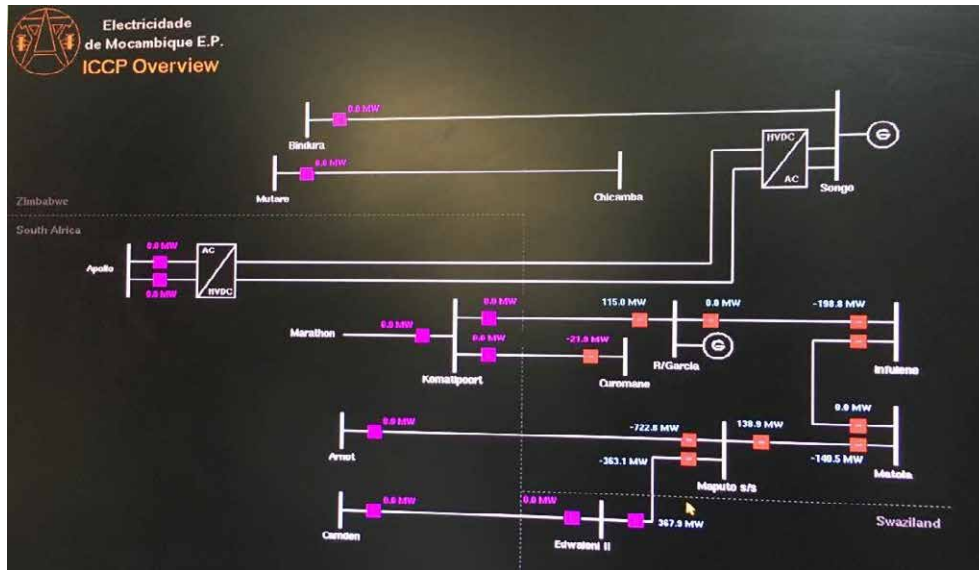 Electricidade
de Mocambique E.P.
ICCP Overview
0.0 MW
Bindura
HVDC
AC
G
Songo
0.0 MW
Mutare
Chicamba
Zimbabwe
South Africa
0.0 MW
Apollo
AC
HVDC
0.0 MW
Marathon
0.0 MW
0.0 MW
115.0 MW
0.0 MW
-198.8 MW
0.0 MW
-21.9 MW
Komatipoort
Curomane
R/Garcia
G
Infulene
0.0 MW
Arnot
-722.8 MW
138.9 MW
0.0 MW
-363.1 MW
-140.5 MW
Maputo s/s
Matola
0.0 MW
0.0 MW
367.9 MW
Camden
Edwaleni II
Swaziland